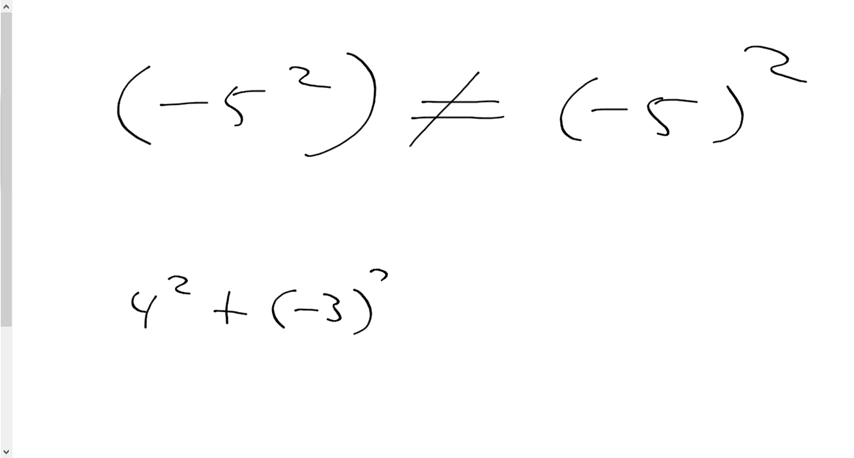 (-5²) ≠ (-5)²
4² + (-3)²